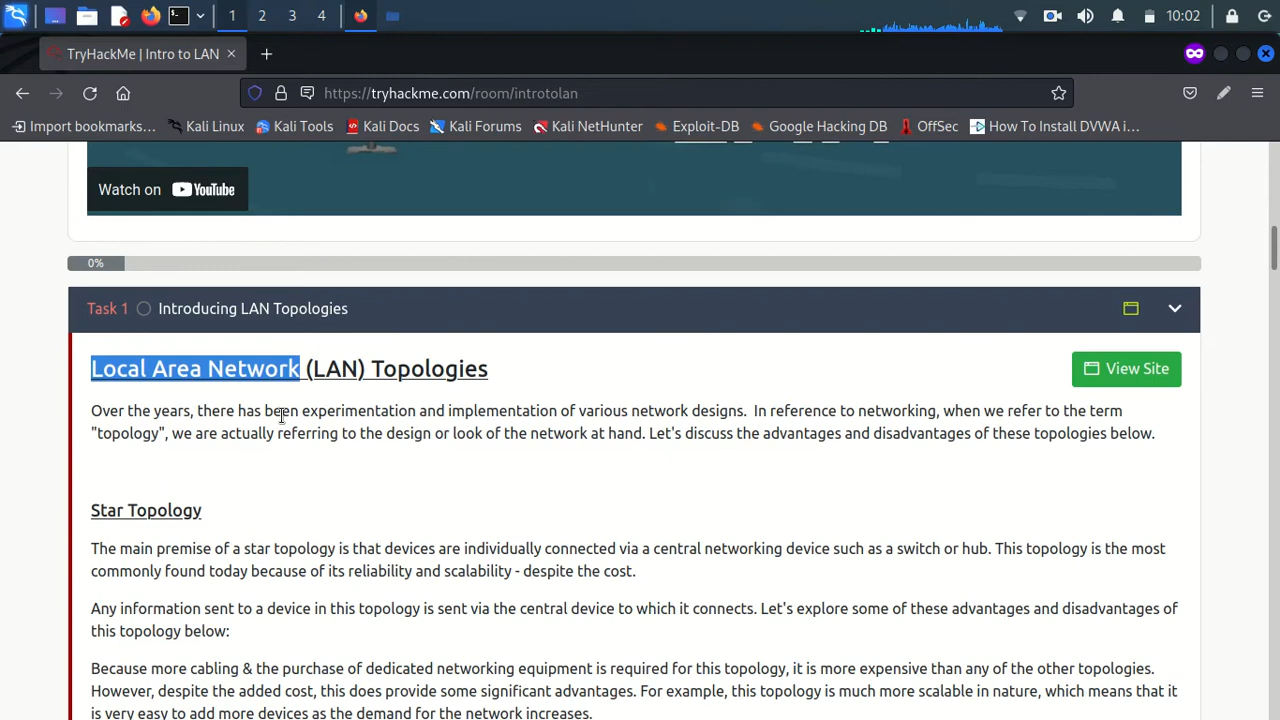 1 2 3 4 10:02
TryHackMe | Intro to LAN
https://tryhackme.com/room/introtolan
Import bookmarks... Kali Linux Kali Tools Kali Docs Kali Forums Kali NetHunter Exploit-DB Google Hacking DB OffSec How To Install DVWA i...
Watch on YouTube
0%
Task 1 Introducing LAN Topologies
Local Area Network (LAN) Topologies
View Site
Over the years, there has been experimentation and implementation of various network designs. In reference to networking, when we refer to the term
"topology", we are actually referring to the design or look of the network at hand. Let's discuss the advantages and disadvantages of these topologies below.
Star Topology
The main premise of a star topology is that devices are individually connected via a central networking device such as a switch or hub. This topology is the most
commonly found today because of its reliability and scalability - despite the cost.
Any information sent to a device in this topology is sent via the central device to which it connects. Let's explore some of these advantages and disadvantages of
this topology below:
Because more cabling & the purchase of dedicated networking equipment is required for this topology, it is more expensive than any of the other topologies.
However, despite the added cost, this does provide some significant advantages. For example, this topology is much more scalable in nature, which means that it
is very easy to add more devices as the demand for the network increases.